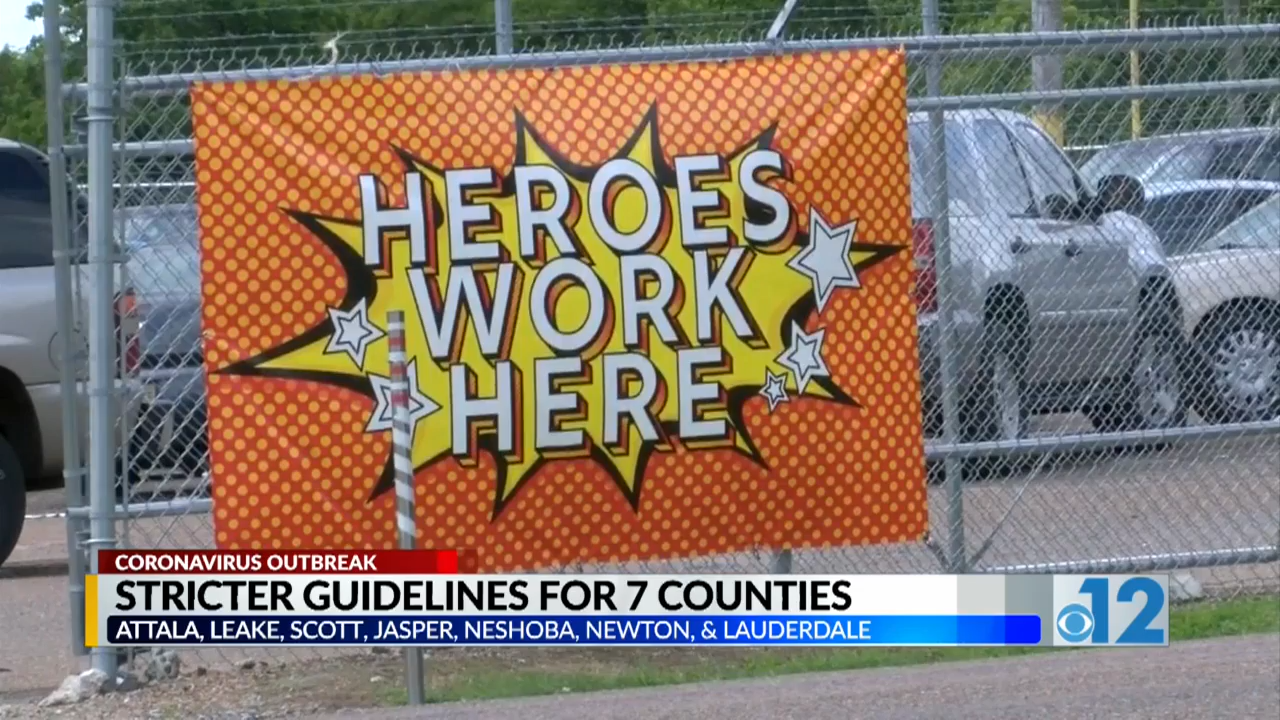 HEROES
WORK
HERE
CORONAVIRUS OUTBREAK
STRICTER GUIDELINES FOR 7 COUNTIES
ATTALA, LEAKE, SCOTT, JASPER, NESHOBA, NEWTON, & LAUDERDALE
12